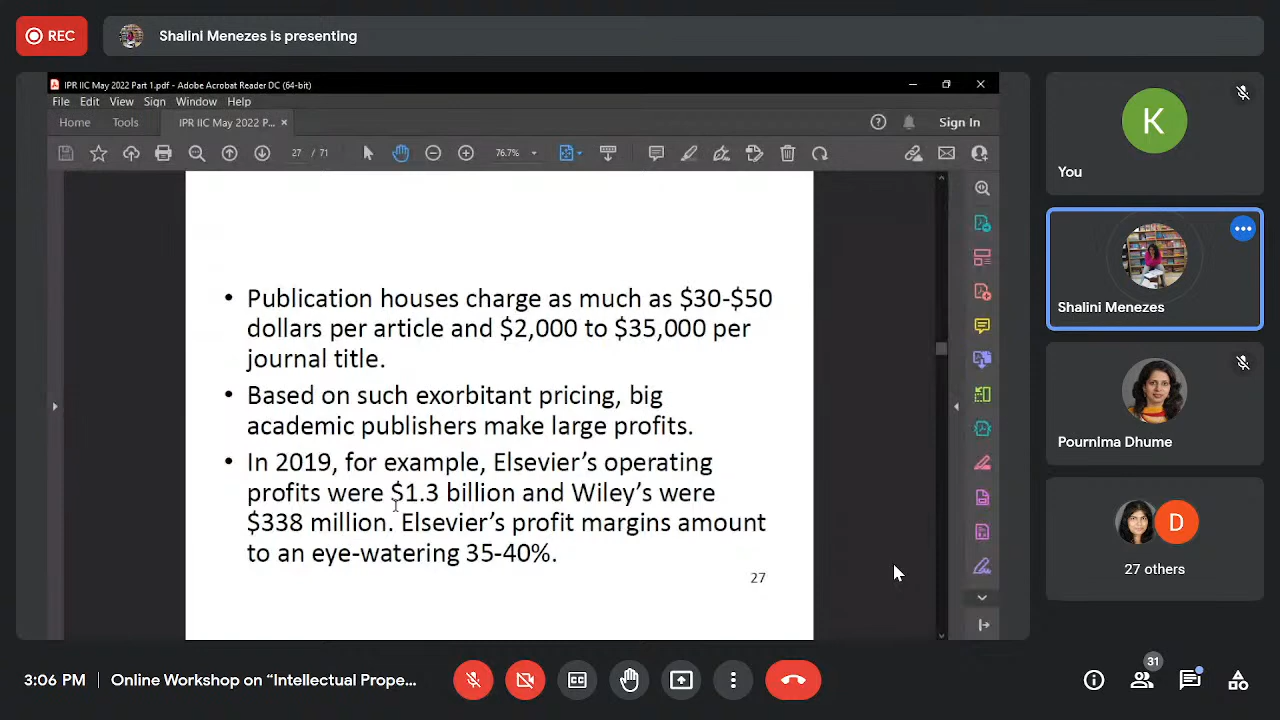 REC
Shalini Menezes is presenting
IPR IIC May 2022 Part 1.pdf - Adobe Acrobat Reader DC (64-bit)
File Edit View Sign Window Help
Home Tools IPR IIC May 2022 P... × Sign In
27 / 71 76.7%
• Publication houses charge as much as $30-$50
dollars per article and $2,000 to $35,000 per
journal title.
• Based on such exorbitant pricing, big
academic publishers make large profits.
• In 2019, for example, Elsevier’s operating
profits were $1.3 billion and Wiley’s were
$338 million. Elsevier’s profit margins amount
to an eye-watering 35-40%.
27
K
You
Shalini Menezes
Pournima Dhume
D
27 others
3:06 PM Online Workshop on “Intellectual Prope...
31